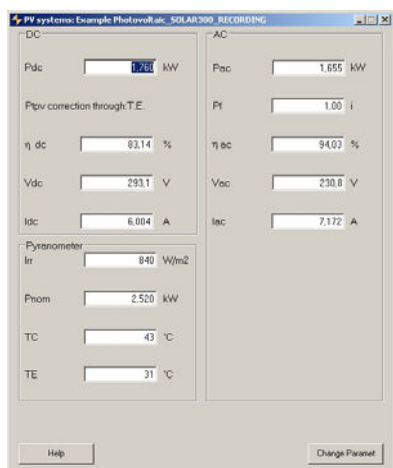 PV systems: Example Photovoltaic_SOLAR300_RECORDING
DC
Pdc 1,760 kW
Ptpv correction through:T.E.
η dc 83,14 %
Vdc 293,1 V
Idc 6,004 A
Pyranometer
Irr 840 W/m2
Pnom 2.520 kW
TC 43 °C
TE 31 °C
AC
Pac 1,655 kW
Pf 1.00 i
η ac 94,03 %
Vac 230,8 V
Iac 7,172 A
Help
Change Paramet